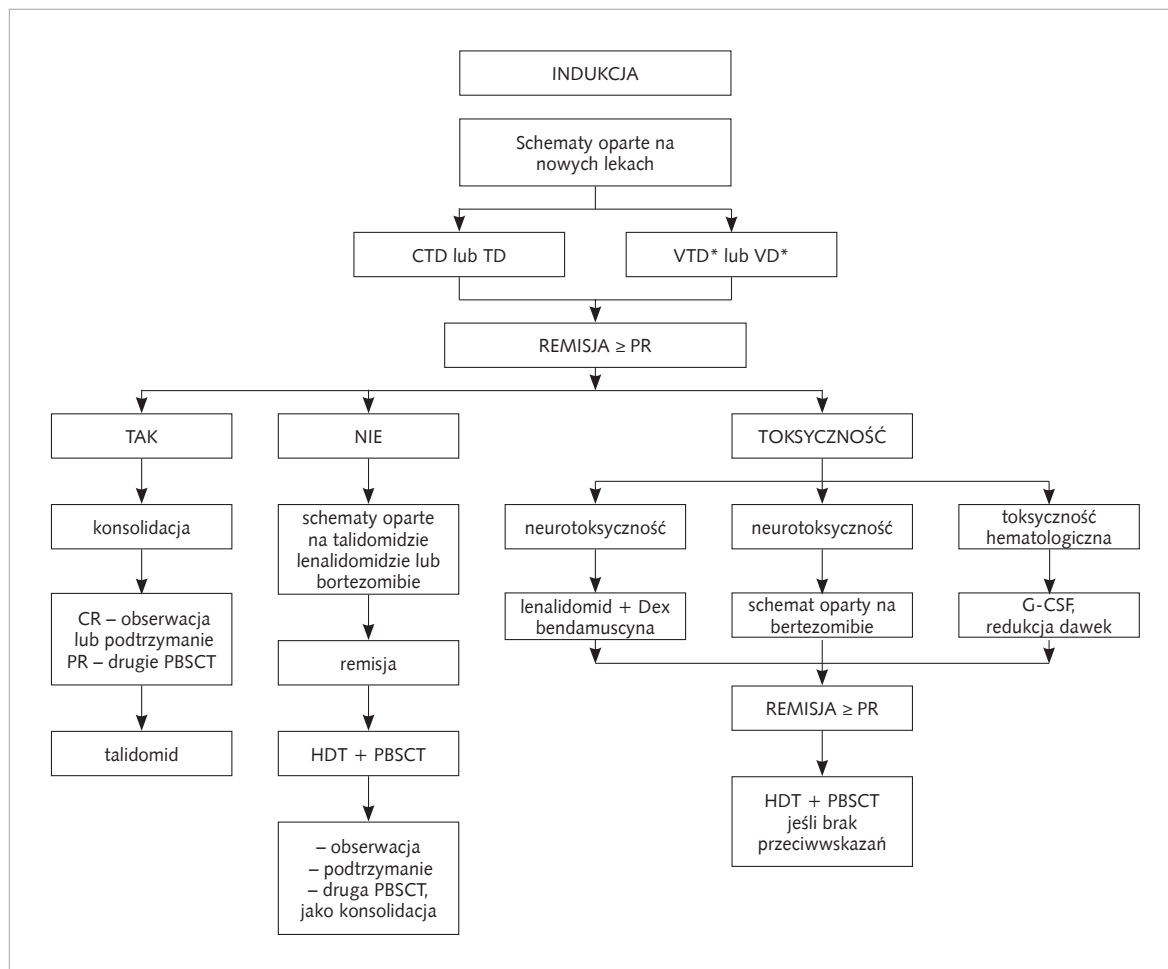 INDUKCJA
Schematy oparte na
nowych lekach
CTD lub TD
VTD* lub VD*
REMISJA ≥ PR
TAK
NIE
TOKSYCZNOŚĆ
konsolidacja
schematy oparte
na talidomidzie
lenalidomidzie lub
bortezomibie
neurotoksyczność
neurotoksyczność
toksyczność
hematologiczna
CR – obserwacja
lub podtrzymanie
PR – drugie PBSCT
remisja
lenalidomid + Dex
bendamuscyna
schemat oparty na
bertezomibie
G-CSF,
redukcja dawek
talidomid
HDT + PBSCT
REMISJA ≥ PR
– obserwacja
– podtrzymanie
– druga PBSCT,
jako konsolidacja
HDT + PBSCT
jeśli brak
przeciwwskazań